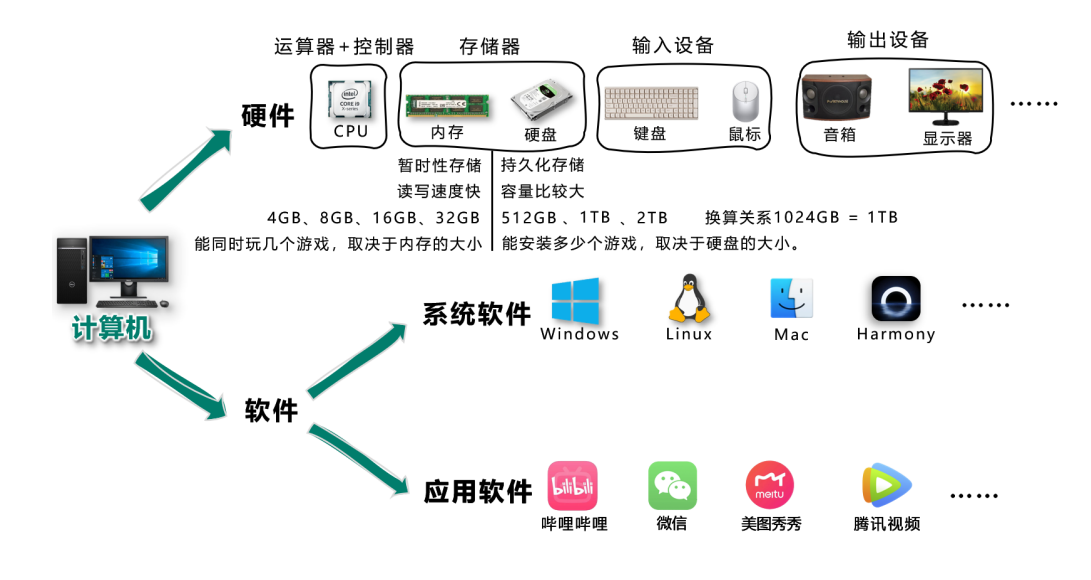 运算器+控制器
存储器
输入设备
输出设备
硬件
intel
CORE i9
X-series
CPU
内存
硬盘
键盘
鼠标
音箱
显示器
……
暂时性存储
持久化存储
读写速度快
容量比较大
4GB、8GB、16GB、32GB
512GB 、1TB 、2TB
换算关系1024GB = 1TB
能同时玩几个游戏，取决于内存的大小
能安装多少个游戏，取决于硬盘的大小。
计算机
系统软件
Windows
Linux
Mac
Harmony
……
软件
应用软件
bilibili
哔哩哔哩
微信
meitu
美图秀秀
腾讯视频
……